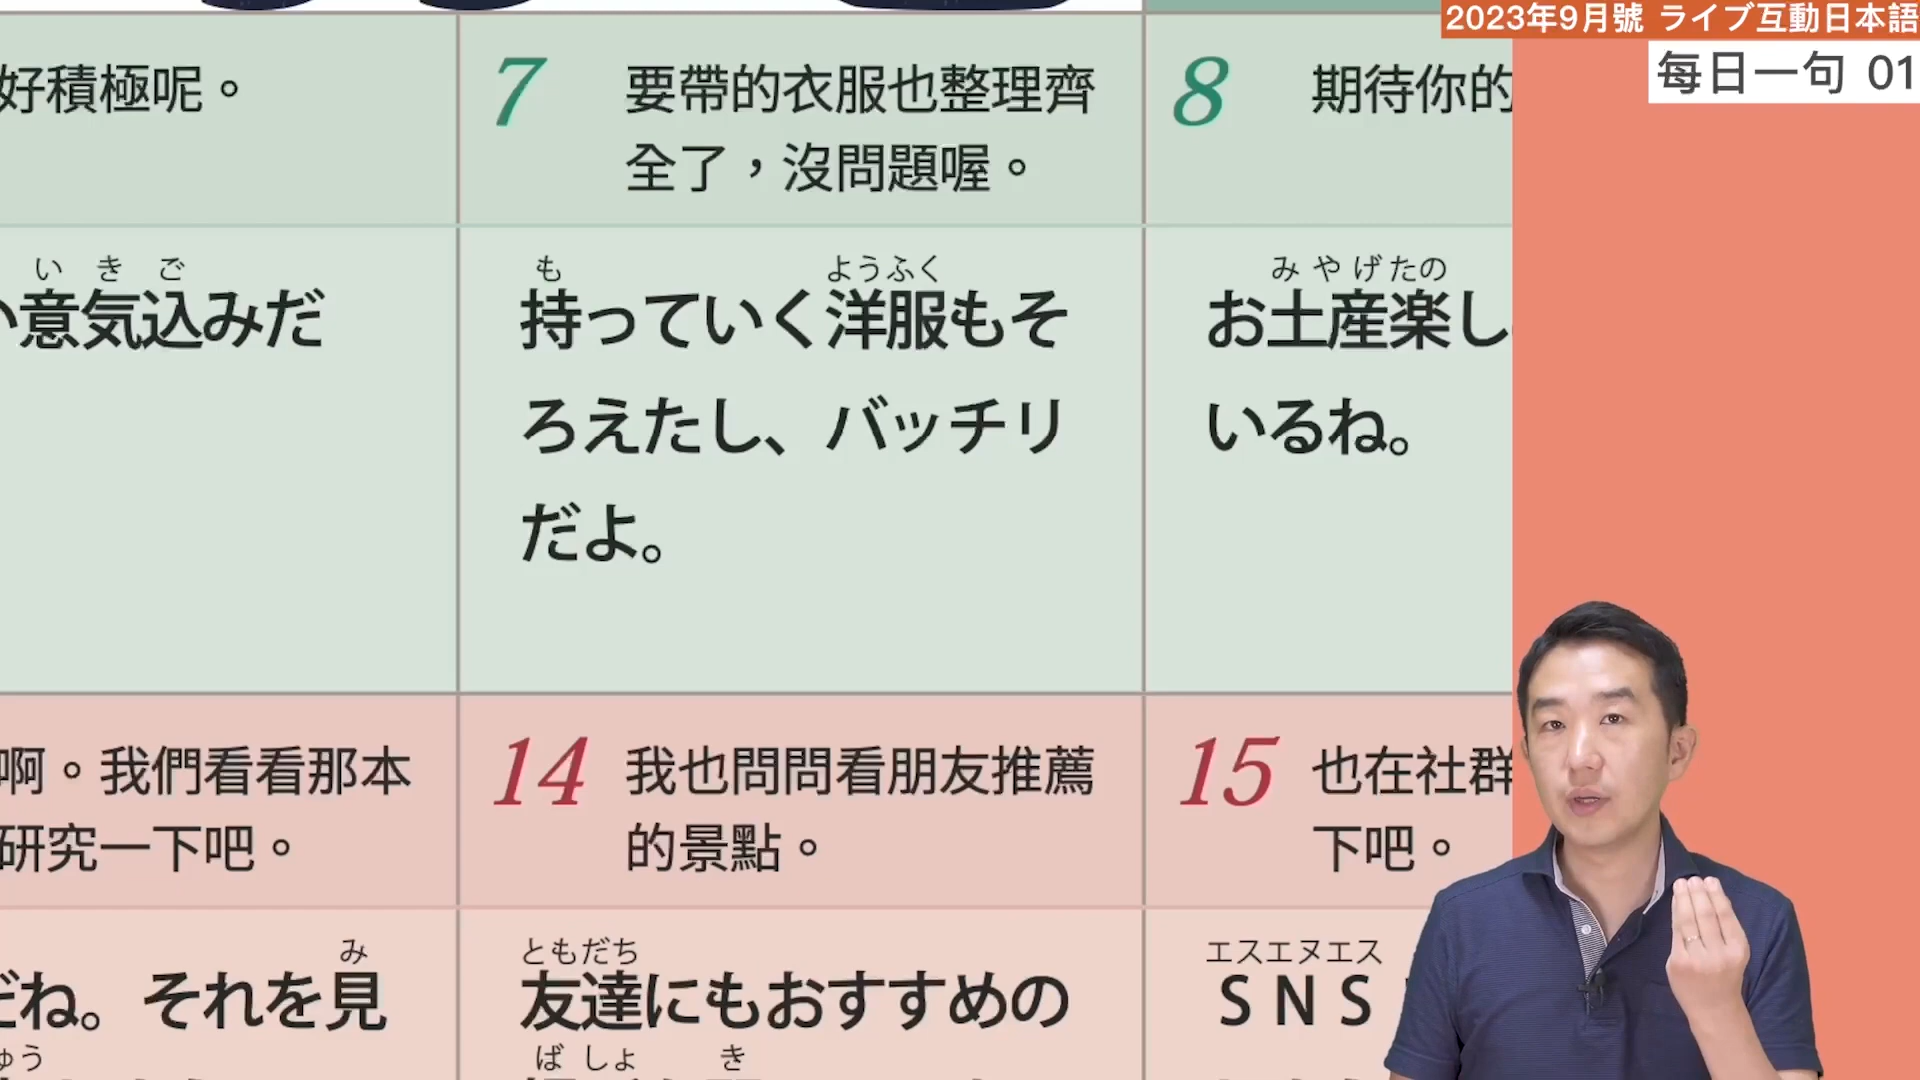 2023年9月號 ライブ互動日本語
每日一句 01
好積極呢。
7
要帶的衣服也整理齊
全了，沒問題喔。
8
期待你的
い き ご
意気込みだ
も ようふく
持っていく洋服もそ
ろえたし、バッチリ
だよ。
み や げ たの
お土産楽し
いるね。
啊。我們看看那本
研究一下吧。
14
我也問問看朋友推薦
的景點。
15
也在社群
下吧。
み
ね。それを見
ゅう
ともだち
友達にもおすすめの
ば しょ き
エスエヌエス
SNS